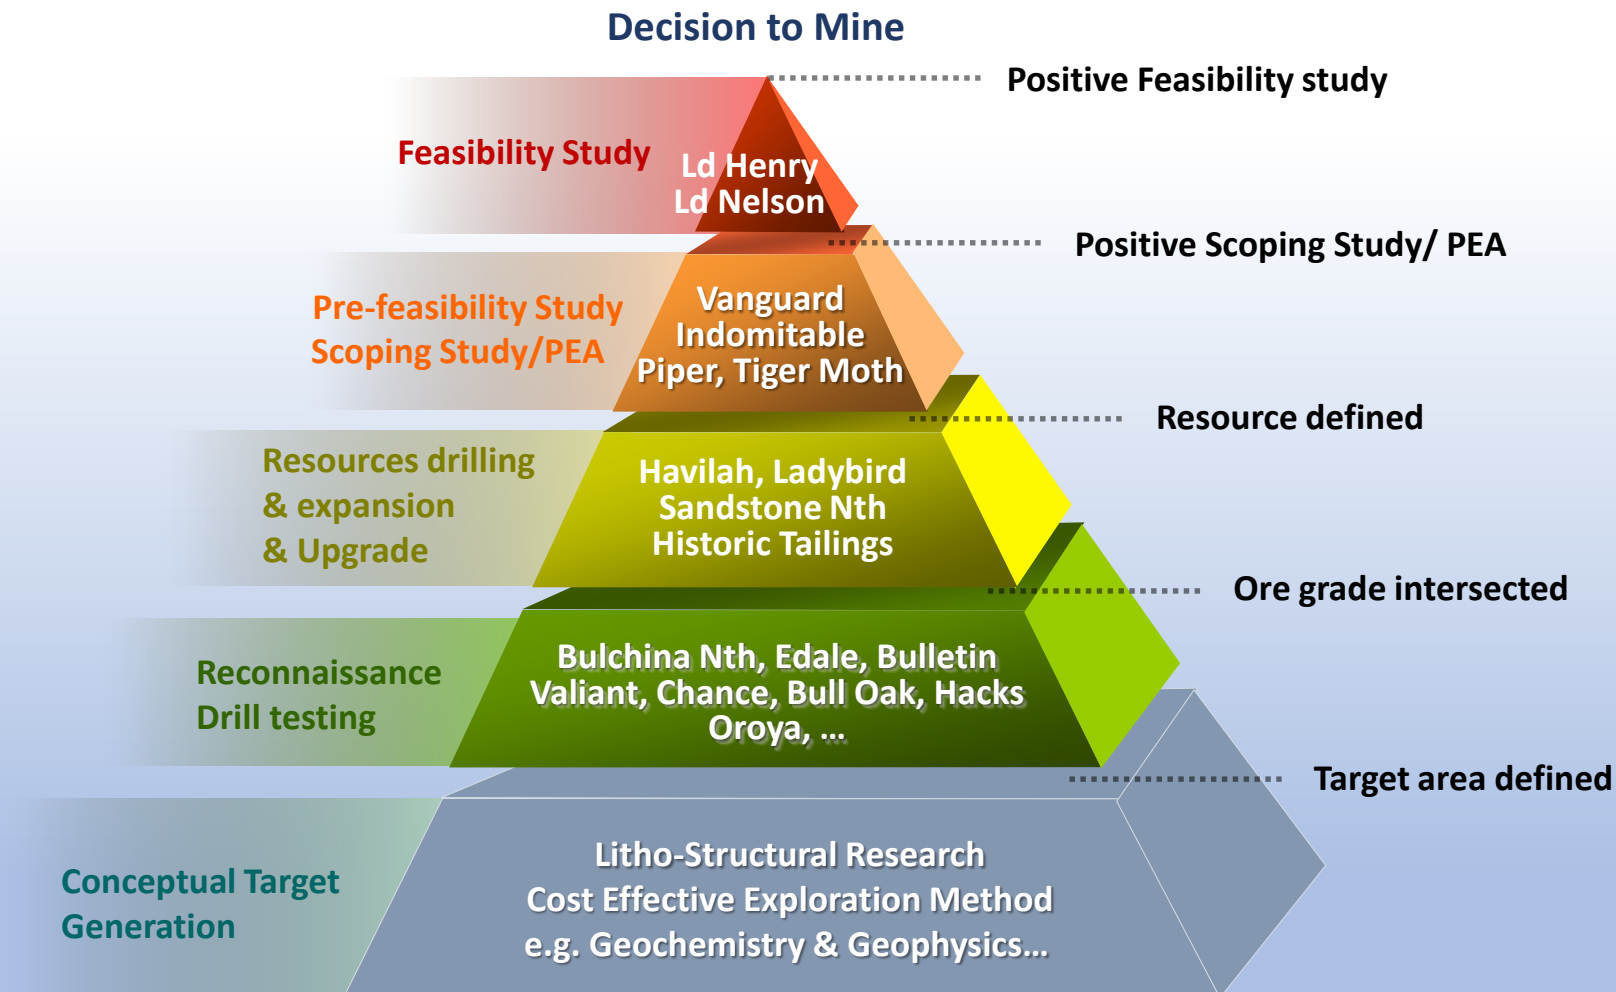 Decision to Mine
Positive Feasibility study
Feasibility Study
Ld Henry
Ld Nelson
Positive Scoping Study/ PEA
Pre-feasibility Study
Scoping Study/PEA
Vanguard
Indomitable
Piper, Tiger Moth
Resource defined
Resources drilling
& expansion
& Upgrade
Havilah, Ladybird
Sandstone Nth
Historic Tailings
Ore grade intersected
Reconnaissance
Drill testing
Bulchina Nth, Edale, Bulletin
Valiant, Chance, Bull Oak, Hacks
Oroya, ...
Target area defined
Conceptual Target
Generation
Litho-Structural Research
Cost Effective Exploration Method
e.g. Geochemistry & Geophysics...